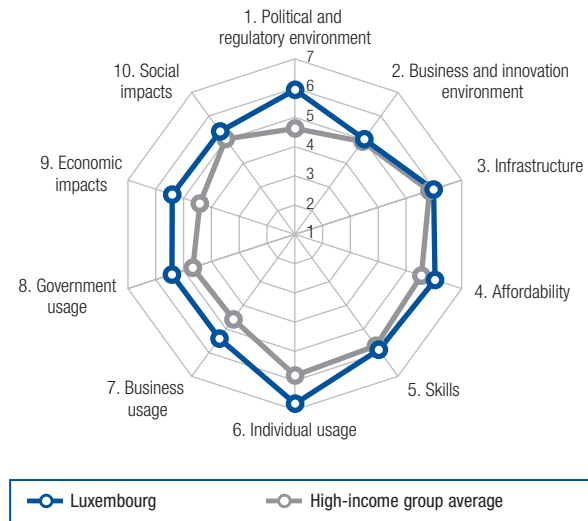 1. Political and
regulatory environment
2. Business and innovation
environment
3. Infrastructure
4. Affordability
5. Skills
6. Individual usage
7. Business
usage
8. Government
usage
9. Economic
impacts
10. Social
impacts
7
6
5
4
3
2
1
Luxembourg
High-income group average